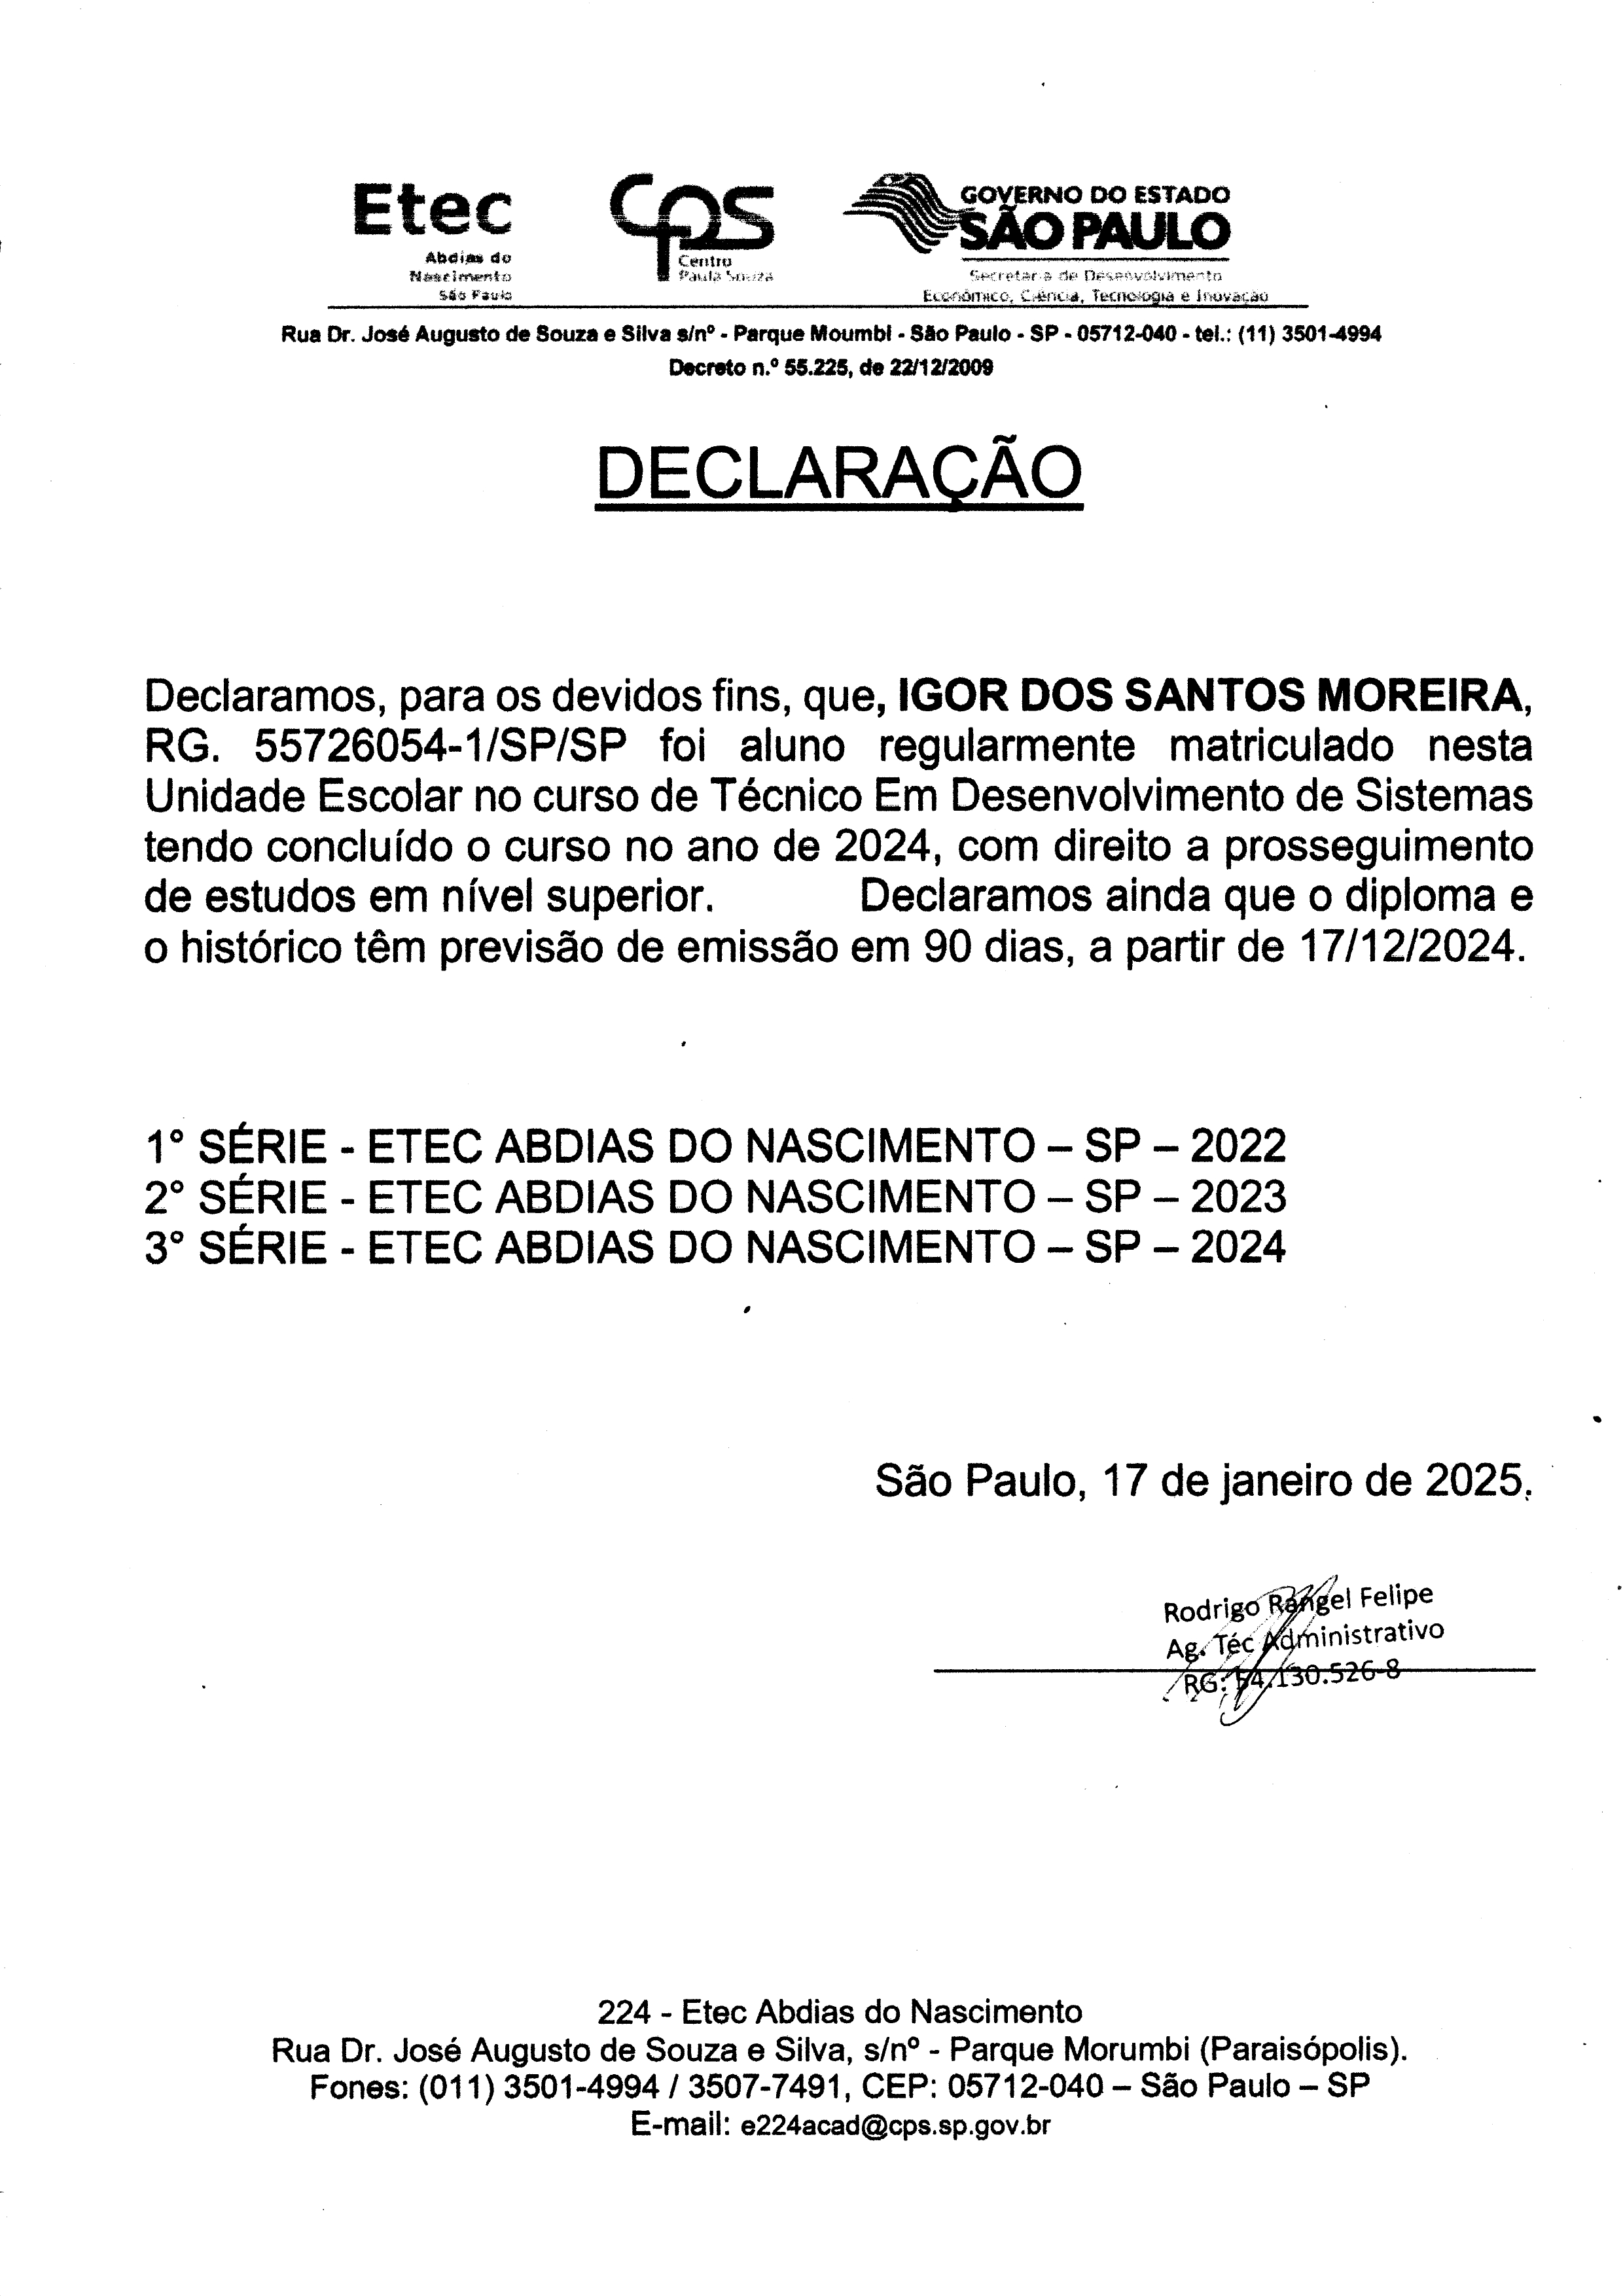 Etec
Abdias do
Nascimento
São Paulo
cps
Centro
Paula Souza
GOVERNO DO ESTADO
SÃO PAULO
Secretaria de Desenvolvimento
Econômico, Ciência, Tecnologia e Inovação
Rua Dr. José Augusto de Souza e Silva s/nº - Parque Moumbi - São Paulo - SP - 05712-040 - tel.: (11) 3501-4994
Decreto n.º 55.225, de 22/12/2009
DECLARAÇÃO
Declaramos, para os devidos fins, que, IGOR DOS SANTOS MOREIRA,
RG. 55726054-1/SP/SP foi aluno regularmente matriculado nesta
Unidade Escolar no curso de Técnico Em Desenvolvimento de Sistemas
tendo concluído o curso no ano de 2024, com direito a prosseguimento
de estudos em nível superior. Declaramos ainda que o diploma e
o histórico têm previsão de emissão em 90 dias, a partir de 17/12/2024.
1° SÉRIE - ETEC ABDIAS DO NASCIMENTO – SP – 2022
2° SÉRIE - ETEC ABDIAS DO NASCIMENTO – SP – 2023
3° SÉRIE - ETEC ABDIAS DO NASCIMENTO – SP – 2024
São Paulo, 17 de janeiro de 2025.
Rodrigo Rangel Felipe
Ag. Téc Administrativo
RG: 54.130.526-8
224 - Etec Abdias do Nascimento
Rua Dr. José Augusto de Souza e Silva, s/nº - Parque Morumbi (Paraisópolis).
Fones: (011) 3501-4994 / 3507-7491, CEP: 05712-040 – São Paulo – SP
E-mail: e224acad@cps.sp.gov.br